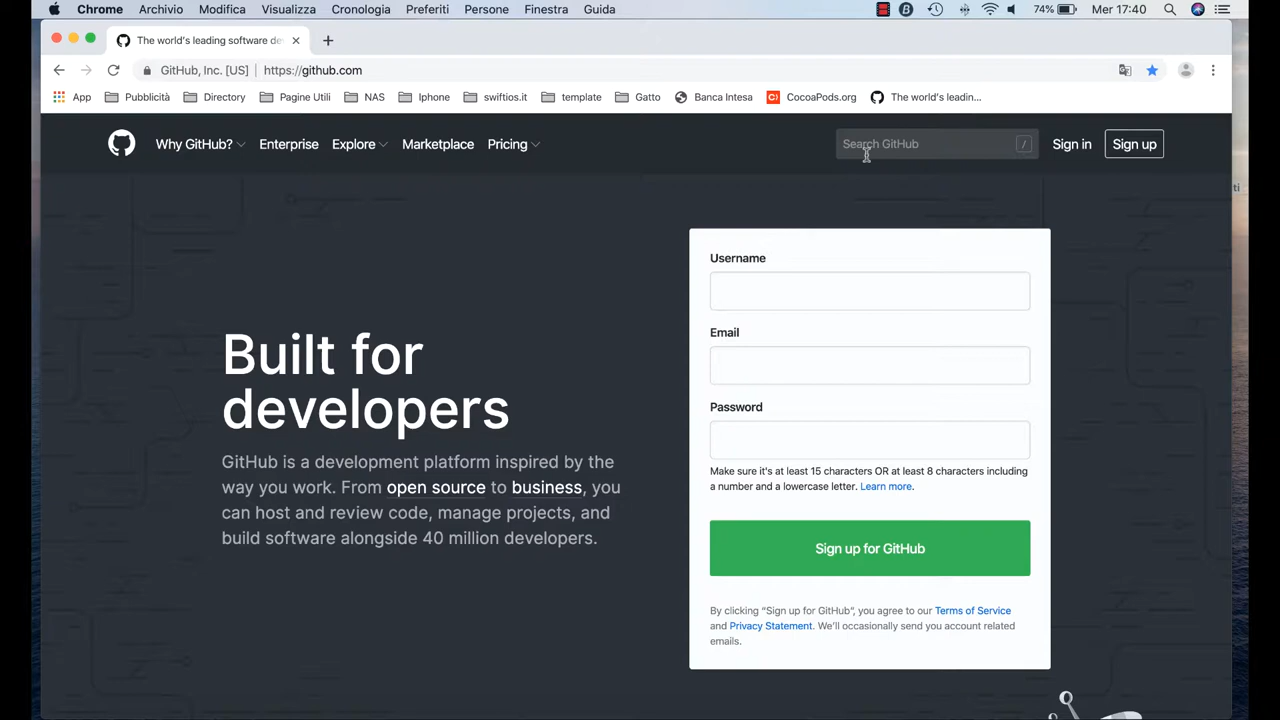 Chrome Archivio Modifica Visualizza Cronologia Preferiti Persone Finestra Guida 74% Mer 17:40
The world's leading software de
GitHub, Inc. [US] https://github.com
App Pubblicità Directory Pagine Utili NAS Iphone swiftios.it template Gatto Banca Intesa CocoaPods.org The world's leadin...
Why GitHub? Enterprise Explore Marketplace Pricing Search GitHub / Sign in Sign up
ti
Username
Email
Password
Make sure it's at least 15 characters OR at least 8 characters including
a number and a lowercase letter. Learn more.
Sign up for GitHub
By clicking “Sign up for GitHub”, you agree to our Terms of Service
and Privacy Statement. We’ll occasionally send you account related
emails.
Built for
developers
GitHub is a development platform inspired by the
way you work. From open source to business, you
can host and review code, manage projects, and
build software alongside 40 million developers.